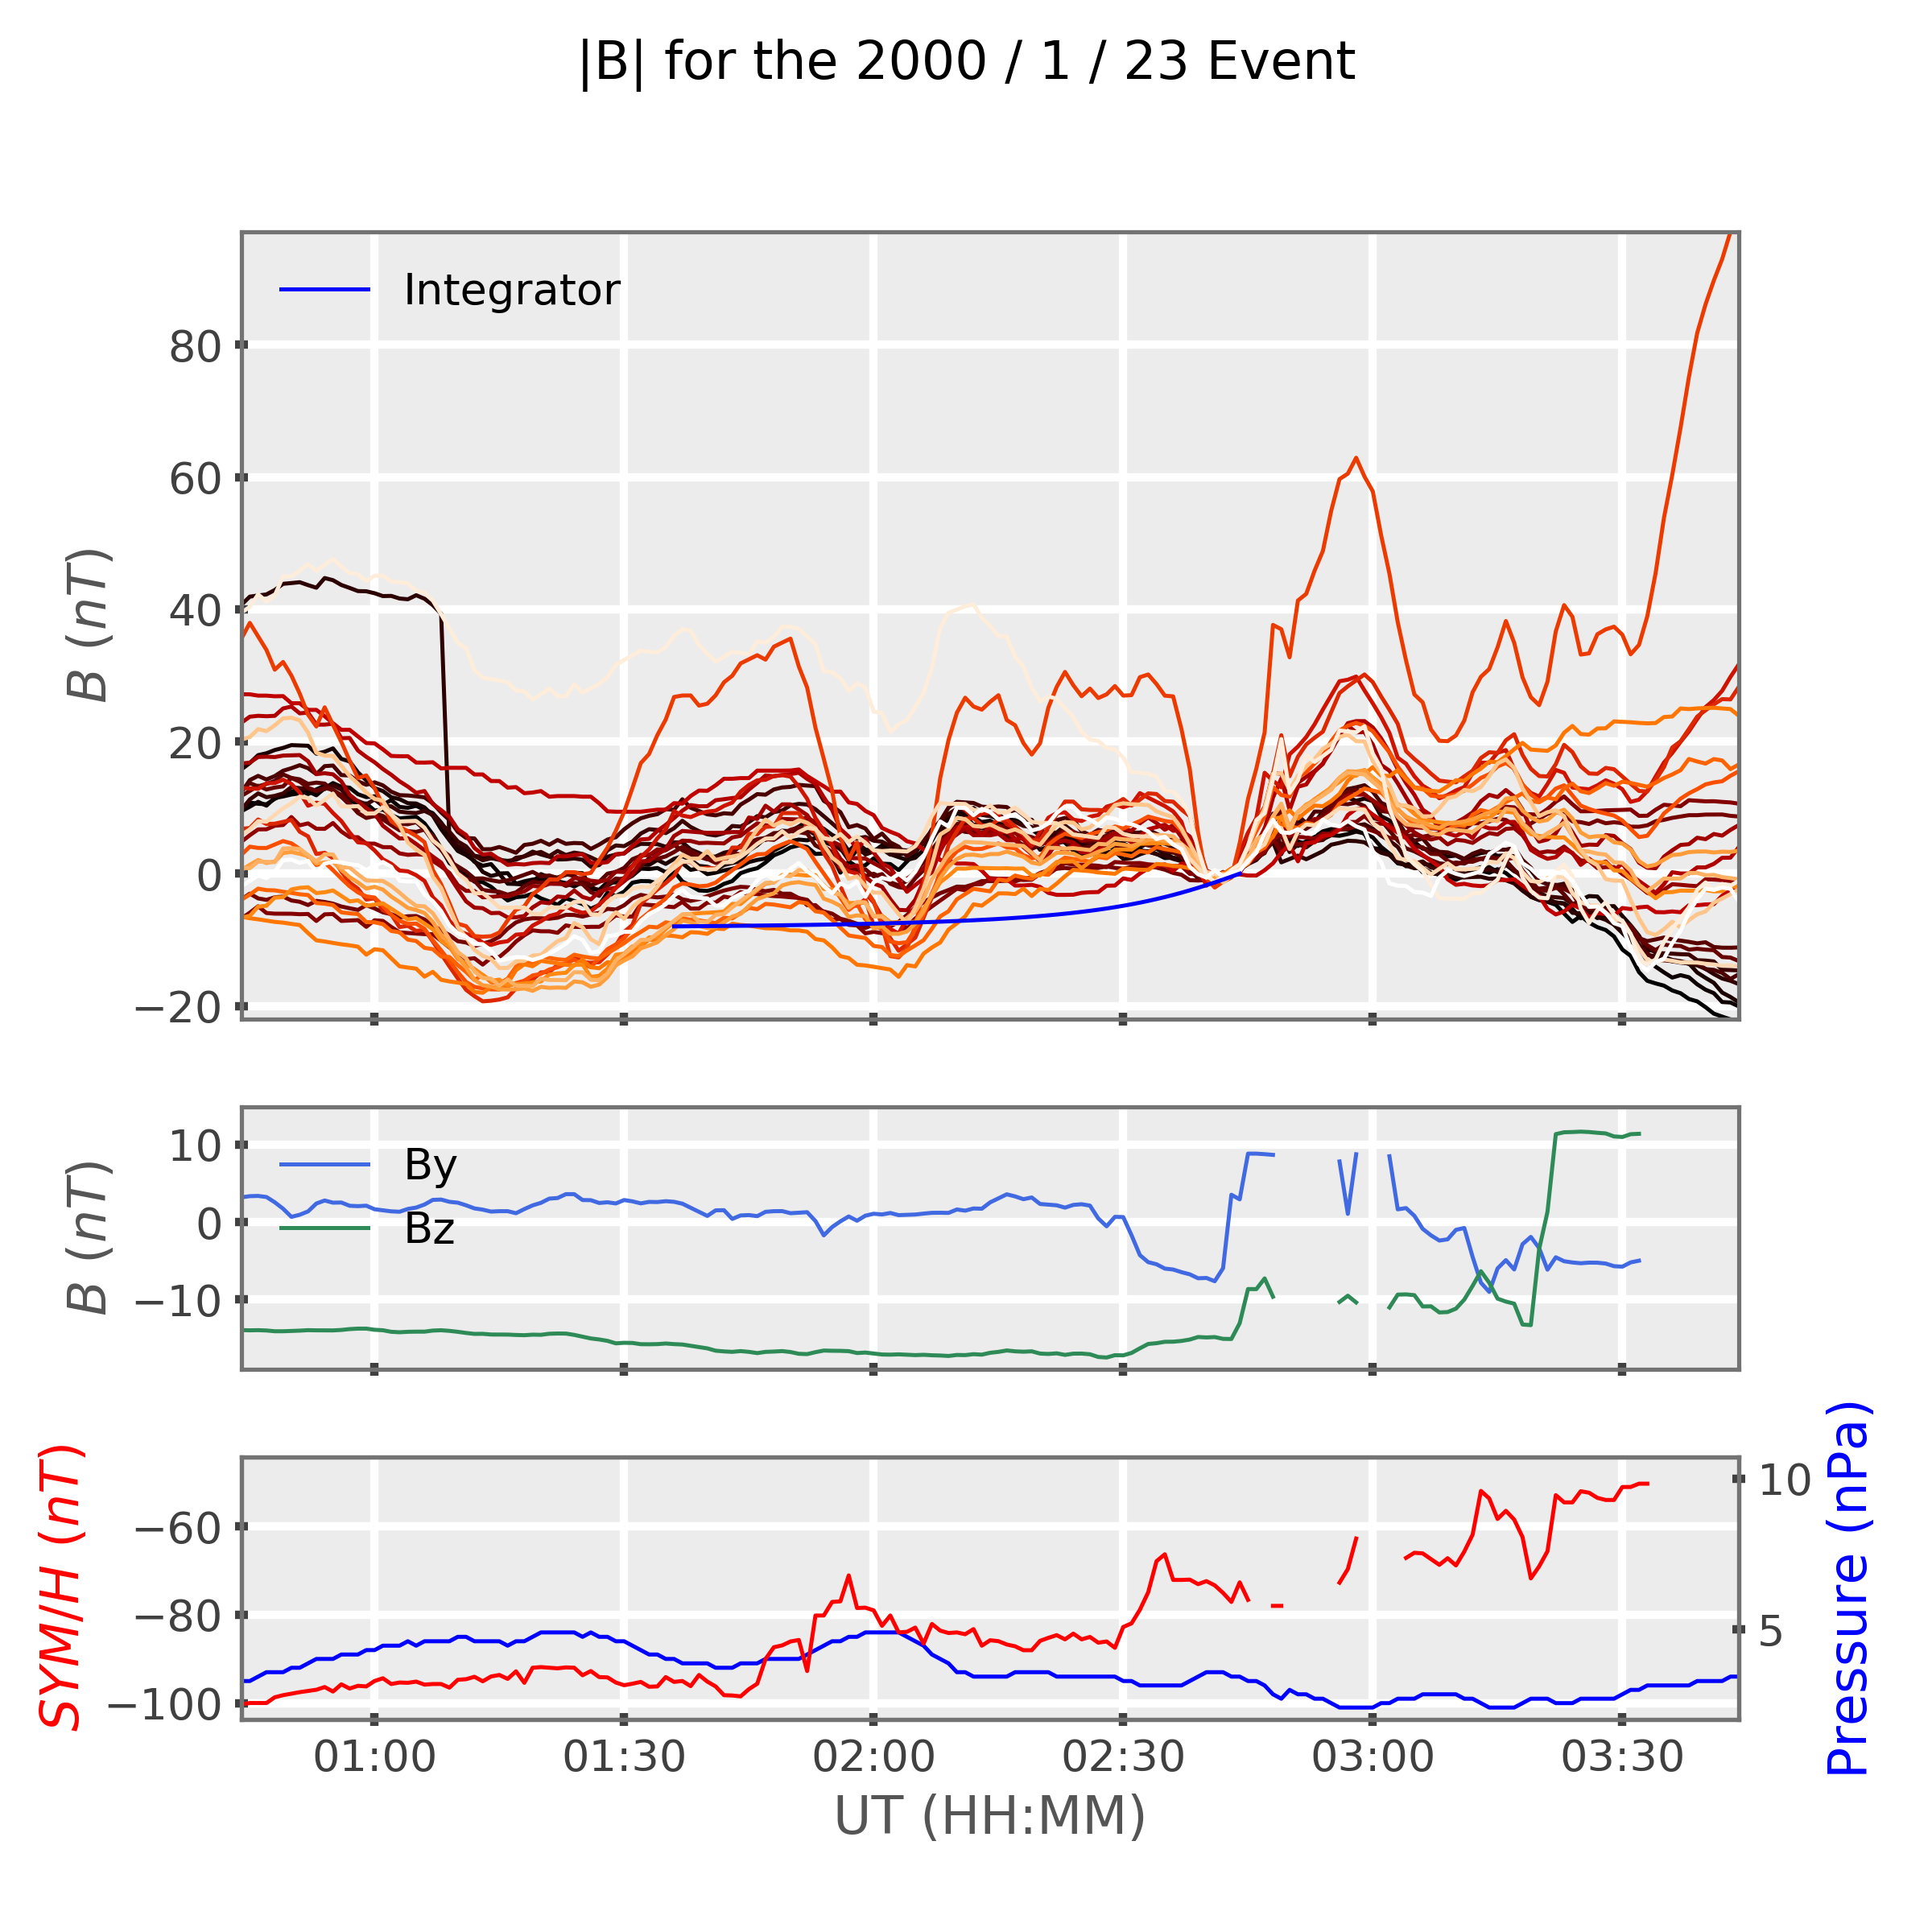 |B| for the 2000 / 1 / 23 Event
B (nT)
Integrator
80
60
40
20
0
−20
B (nT)
By
Bz
10
0
−10
SYM/H (nT)
−60
−80
−100
10
5
Pressure (nPa)
01:00 01:30 02:00 02:30 03:00 03:30
UT (HH:MM)